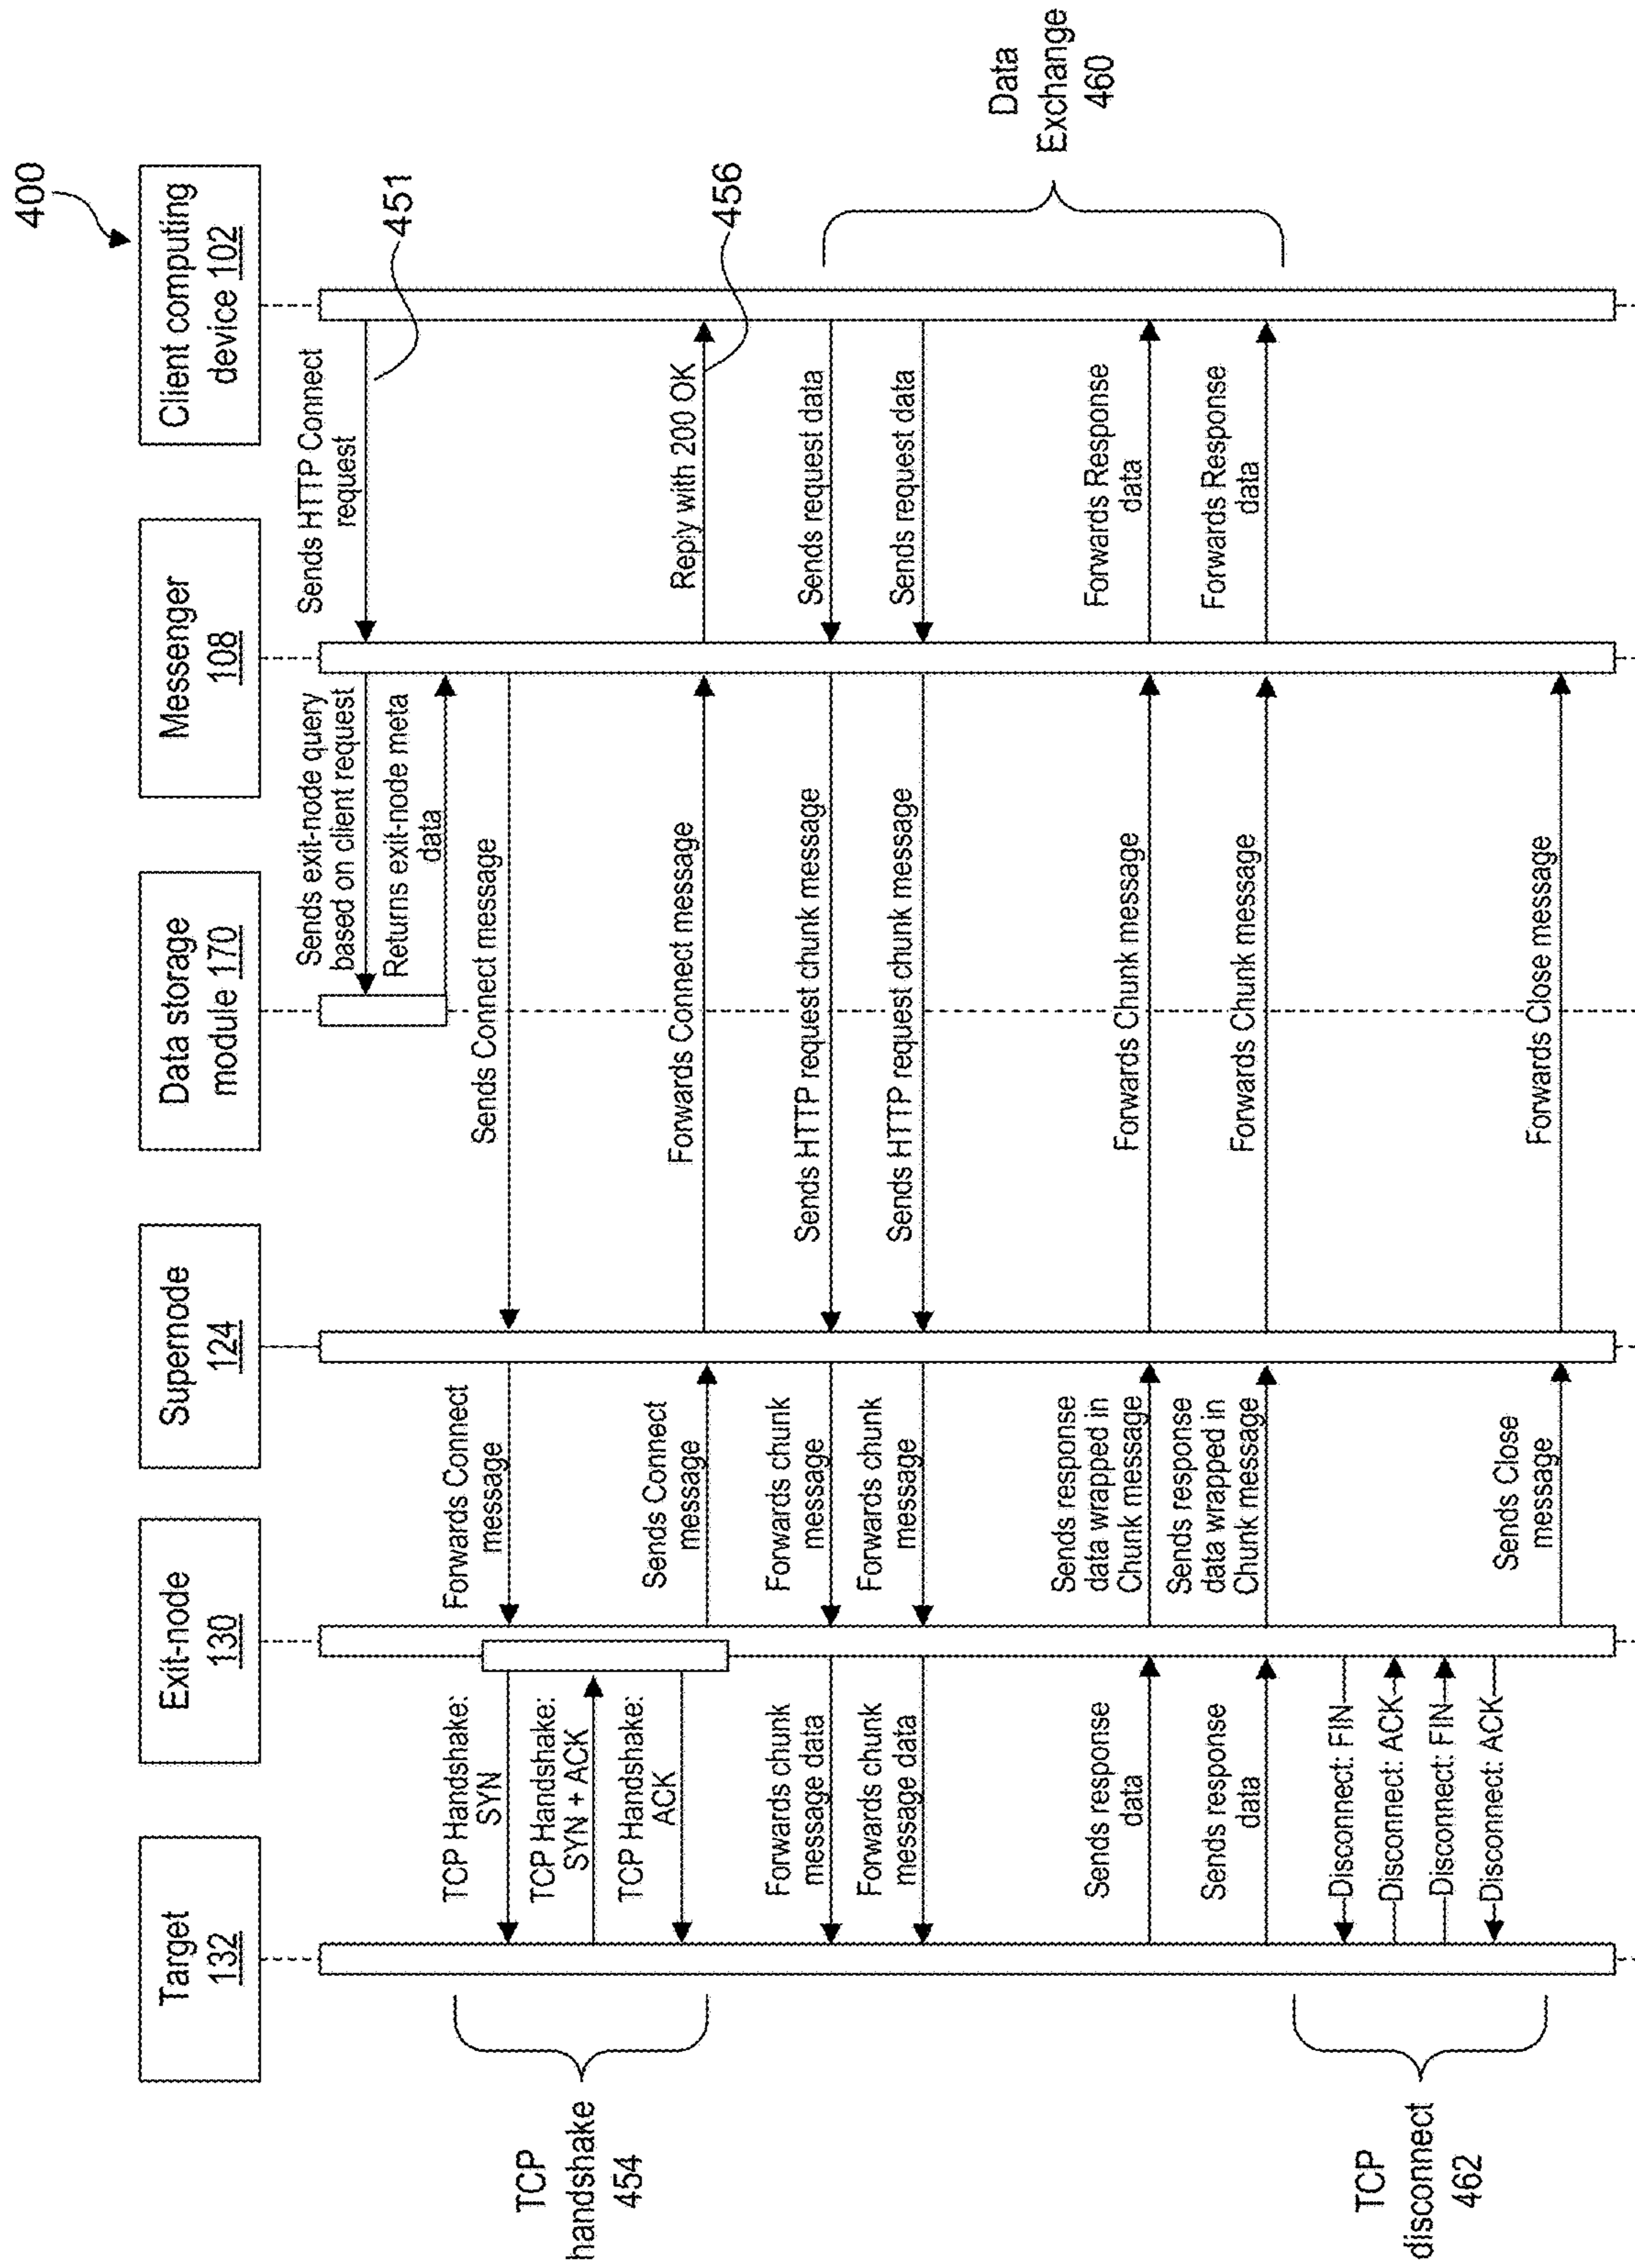 400
Target
132
Exit-node
130
Supernode
124
Data storage
module 170
Messenger
108
Client computing
device 102
Sends HTTP Connect
request
451
Sends exit-node query
based on client request
Returns exit-node meta
data
Sends Connect message
Forwards Connect
message
TCP Handshake:
SYN
TCP Handshake:
SYN + ACK
TCP Handshake:
ACK
TCP
handshake
454
Sends Connect
message
Forwards Connect message
Reply with 200 OK
456
Sends request data
Sends HTTP request chunk message
Forwards chunk
message
Forwards chunk
message data
Sends request data
Sends HTTP request chunk message
Forwards chunk
message
Forwards chunk
message data
Data
Exchange
460
Sends response
data
Sends response
data wrapped in
Chunk message
Forwards Chunk message
Forwards Response
data
Sends response
data
Sends response
data wrapped in
Chunk message
Forwards Chunk message
Forwards Response
data
Disconnect: FIN
Disconnect: ACK
Disconnect: FIN
Disconnect: ACK
TCP
disconnect
462
Sends Close
message
Forwards Close message